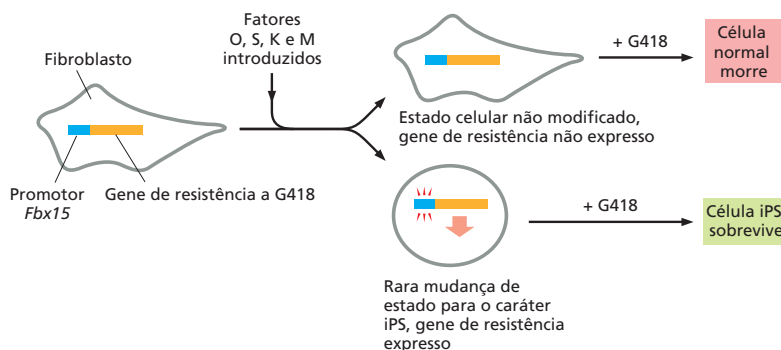 Fatores
O, S, K e M
introduzidos
Fibroblasto
Promotor
Fbx15
Gene de resistência a G418
Estado celular não modificado,
gene de resistência não expresso
+ G418
Célula
normal
morre
Rara mudança de
estado para o caráter
iPS, gene de resistência
expresso
+ G418
Célula iPS
sobrevive